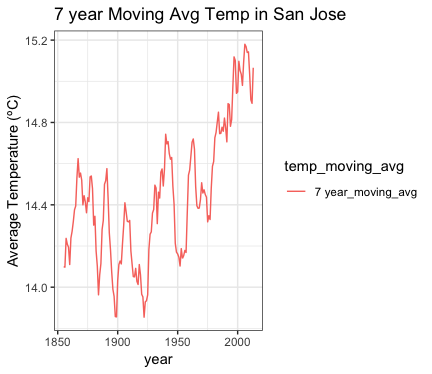 7 year Moving Avg Temp in San Jose
Average Temperature (ºC)
15.2
14.8
14.4
14.0
1850
1900
1950
2000
year
temp_moving_avg
7 year_moving_avg